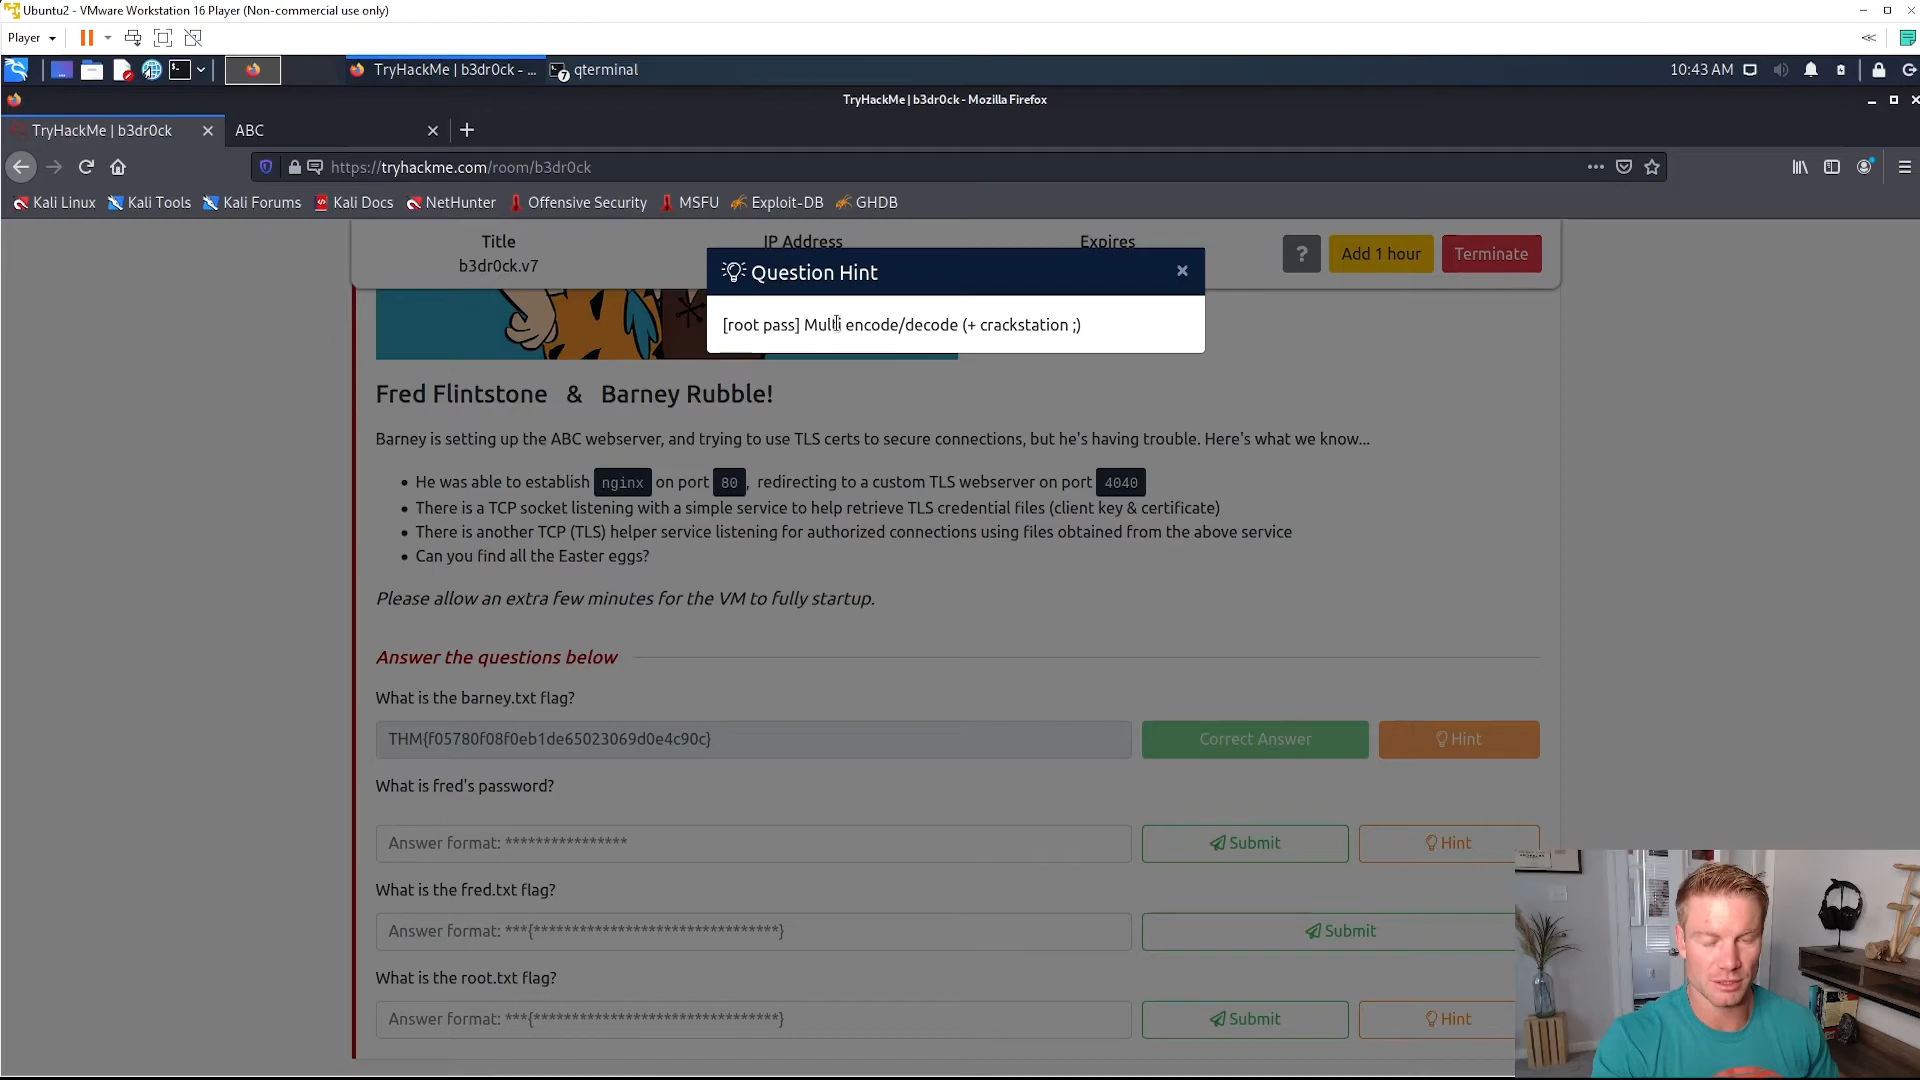 Ubuntu2 - VMware Workstation 16 Player (Non-commercial use only)
Player
TryHackMe | b3dr0ck - ...
7
qterminal
10:43 AM
TryHackMe | b3dr0ck - Mozilla Firefox
TryHackMe | b3dr0ck
ABC
https://tryhackme.com/room/b3dr0ck
Kali Linux
Kali Tools
Kali Forums
Kali Docs
NetHunter
Offensive Security
MSFU
Exploit-DB
GHDB
Title
IP Address
Expires
b3dr0ck.v7
?
Add 1 hour
Terminate
Question Hint
[root pass] Multi encode/decode (+ crackstation ;)
Fred Flintstone & Barney Rubble!
Barney is setting up the ABC webserver, and trying to use TLS certs to secure connections, but he's having trouble. Here's what we know...
• He was able to establish nginx on port 80, redirecting to a custom TLS webserver on port 4040
• There is a TCP socket listening with a simple service to help retrieve TLS credential files (client key & certificate)
• There is another TCP (TLS) helper service listening for authorized connections using files obtained from the above service
• Can you find all the Easter eggs?
Please allow an extra few minutes for the VM to fully startup.
Answer the questions below
What is the barney.txt flag?
THM{f05780f08f0eb1de65023069d0e4c90c}
Correct Answer
Hint
What is fred's password?
Answer format: ****************
Submit
Hint
What is the fred.txt flag?
Answer format: ***{********************************}
Submit
What is the root.txt flag?
Answer format: ***{********************************}
Submit
Hint